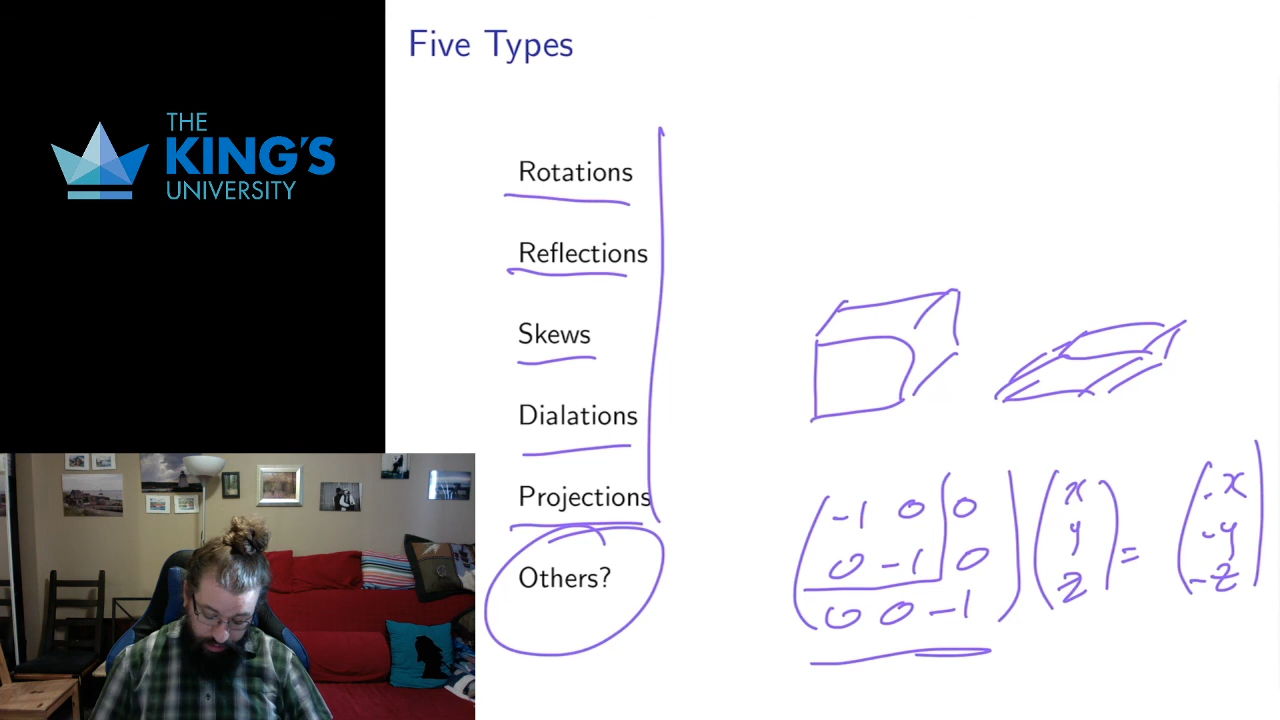 THE
KING'S
UNIVERSITY
Five Types
Rotations
Reflections
Skews
Dialations
Projections
Others?
-1 0 0 x -x
0 -1 0 y = -y
0 0 -1 z -z